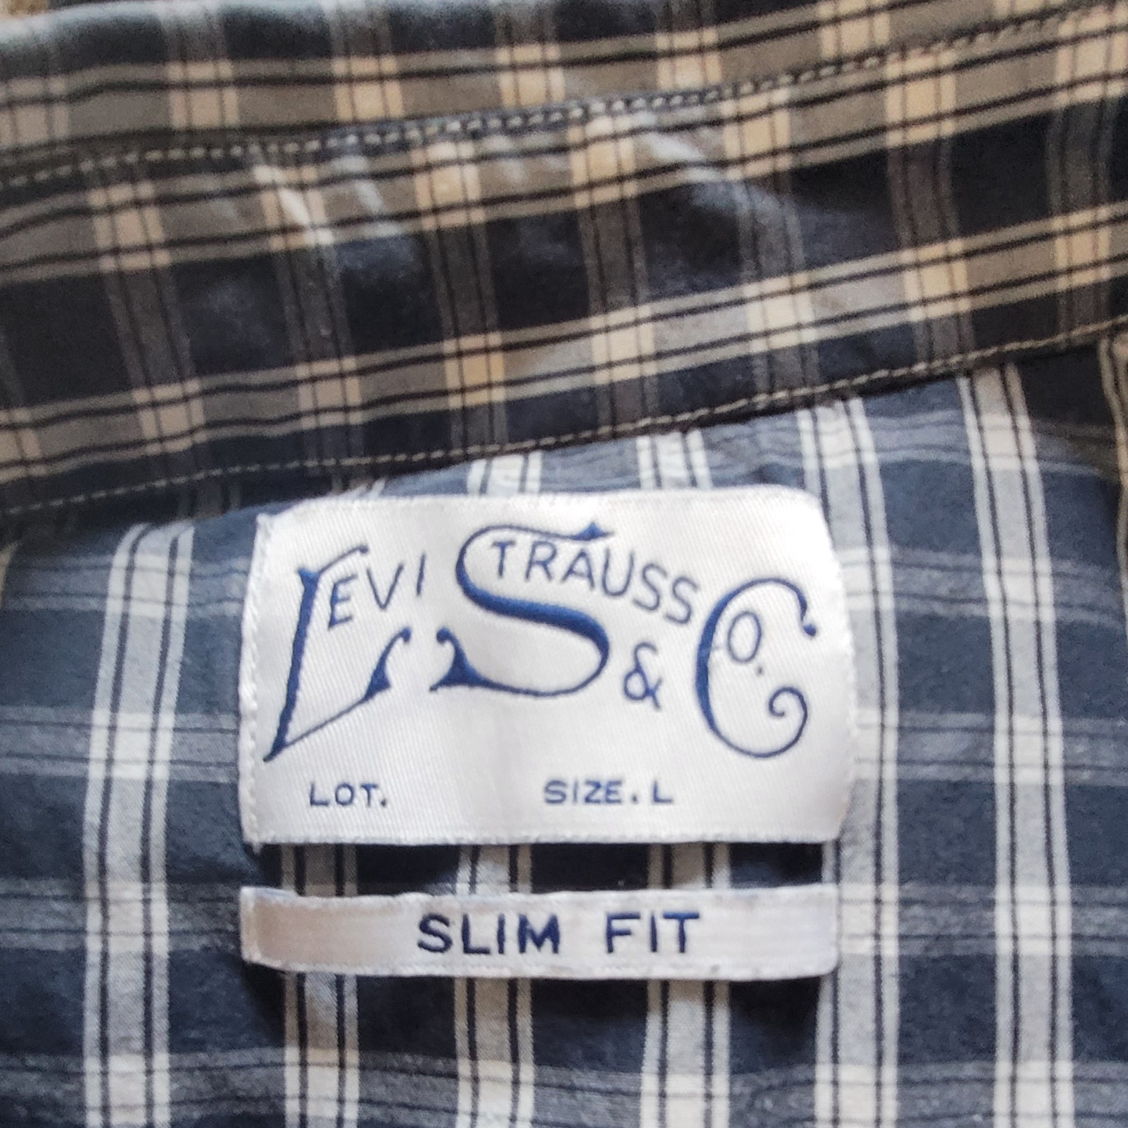 LEVI STRAUSS & CO.
LOT. SIZE. L
SLIM FIT